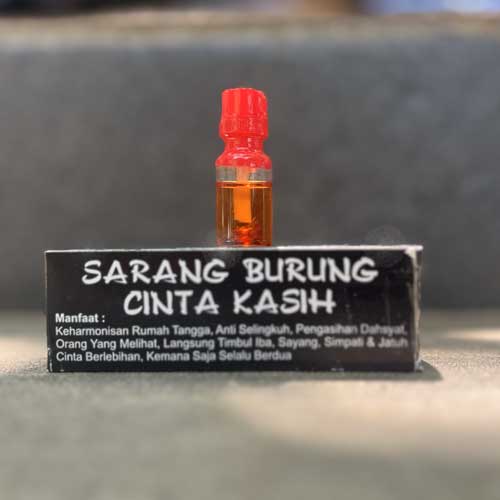 SARANG BURUNG
CINTA KASIH
Manfaat :
Keharmonisan Rumah Tangga, Anti Selingkuh, Pengasihan Dahsyat,
Orang Yang Melihat, Langsung Timbul Iba, Sayang, Simpati & Jatuh
Cinta Berlebihan, Kemana Saja Selalu Berdua